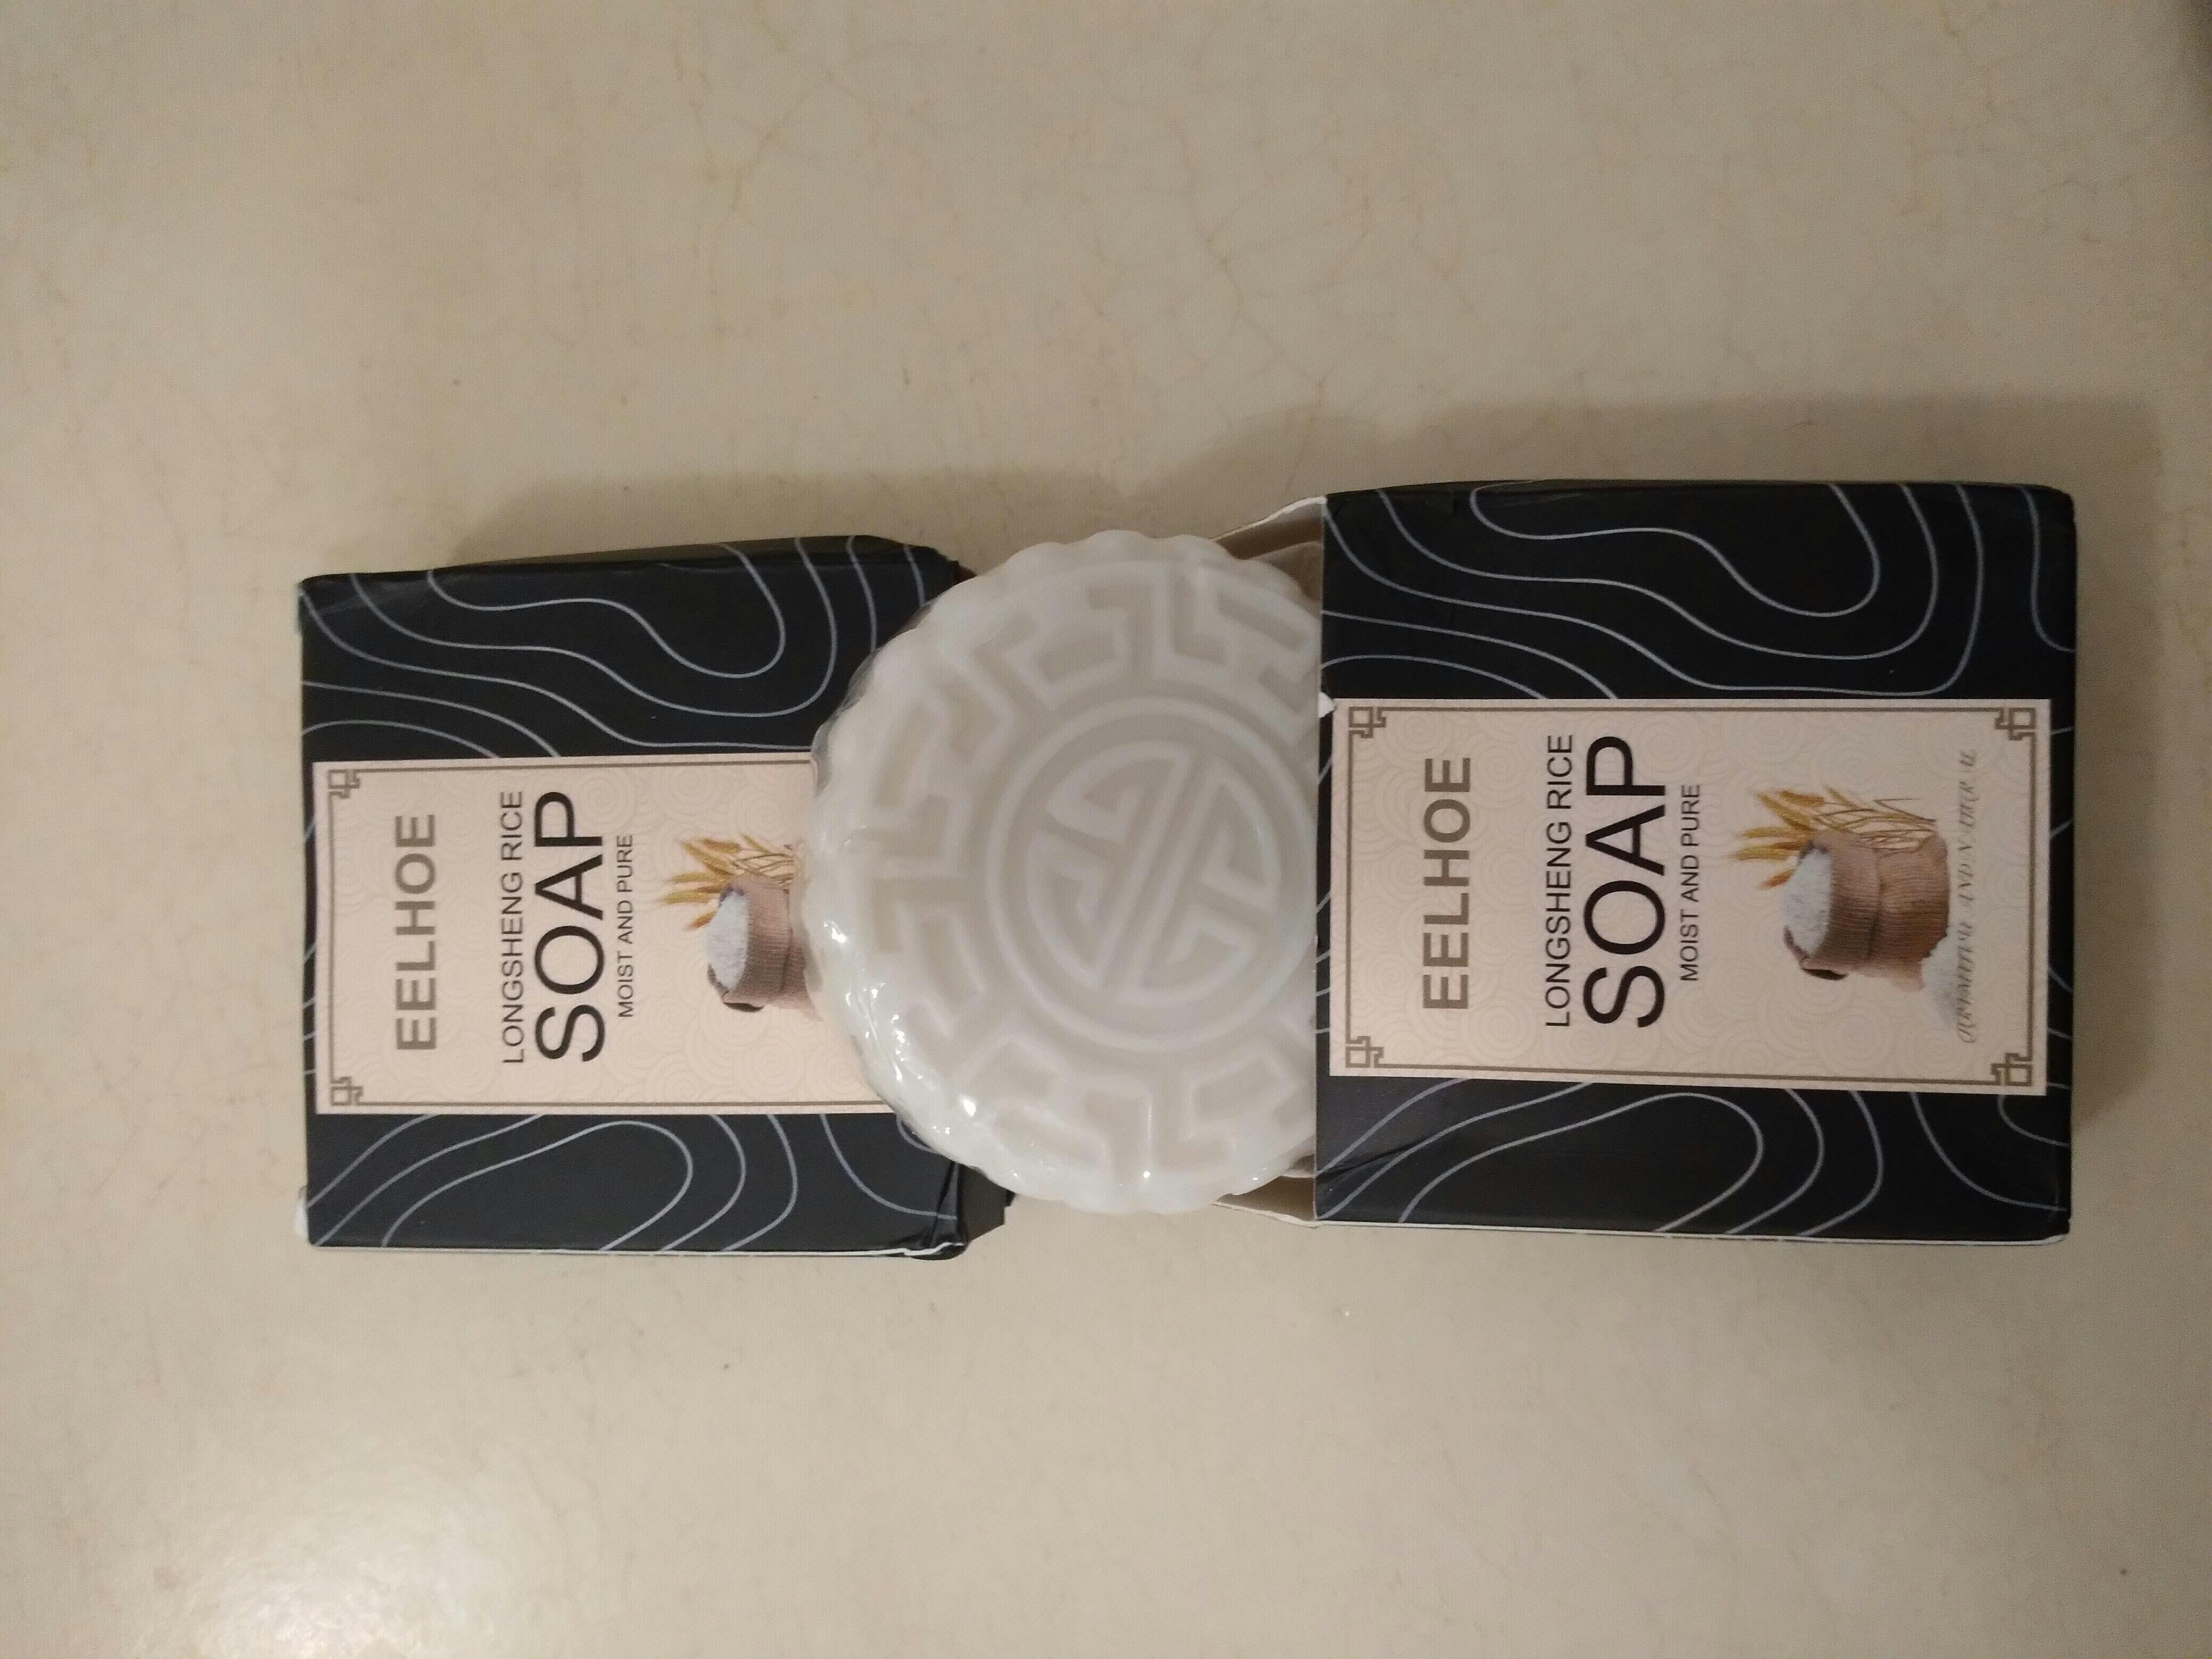 EELHOE
LONGSHENG RICE
SOAP
MOIST AND PURE
EELHOE
LONGSHENG RICE
SOAP
MOIST AND PURE